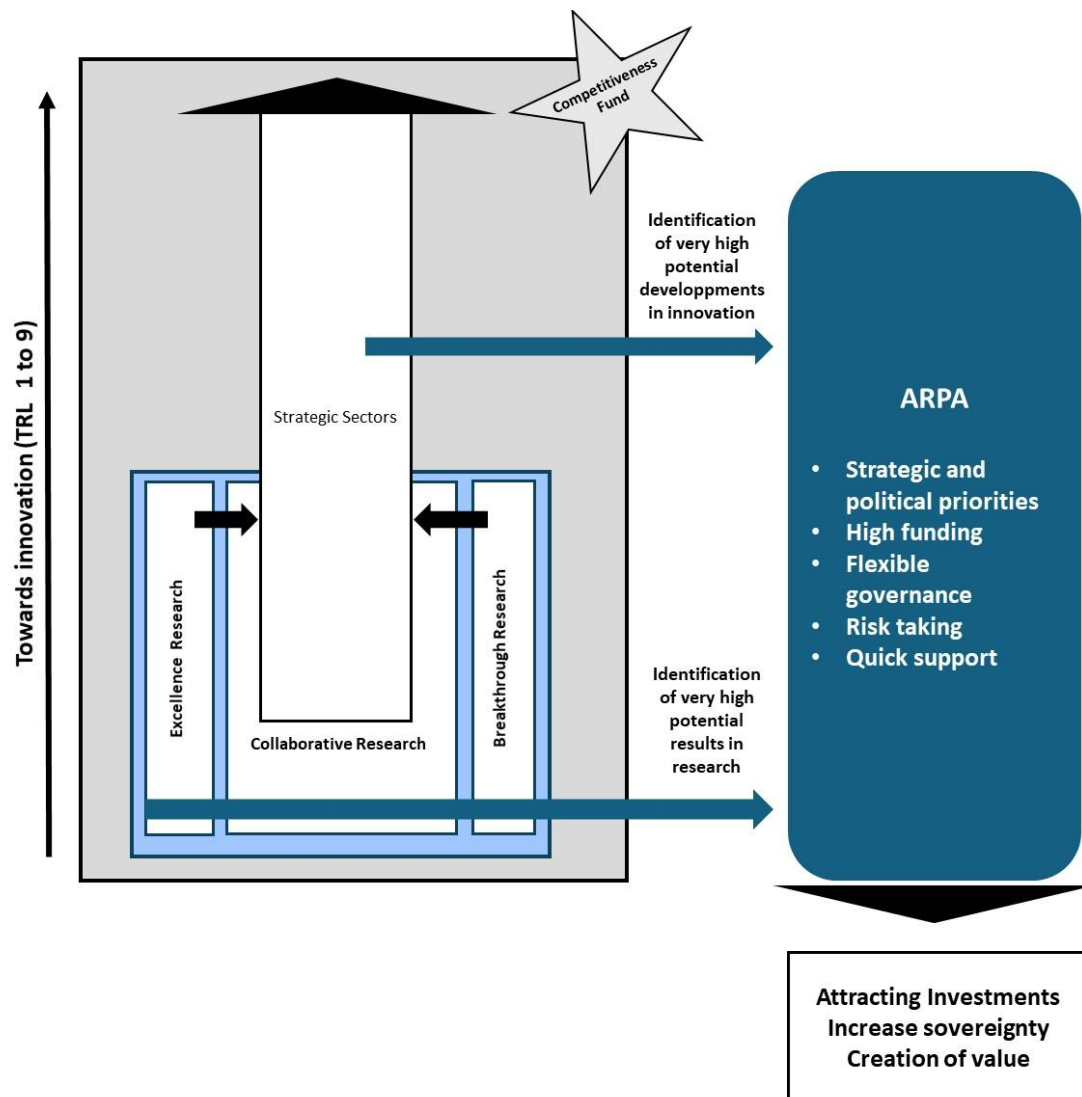 Competitiveness
Fund
Towards innovation (TRL 1 to 9)
Identification
of very high
potential
developpments
in innovation
Strategic Sectors
Excellence Research
Collaborative Research
Breakthrough Research
Identification
of very high
potential
results in
research
ARPA
• Strategic and
political priorities
• High funding
• Flexible
governance
• Risk taking
• Quick support
Attracting Investments
Increase sovereignty
Creation of value